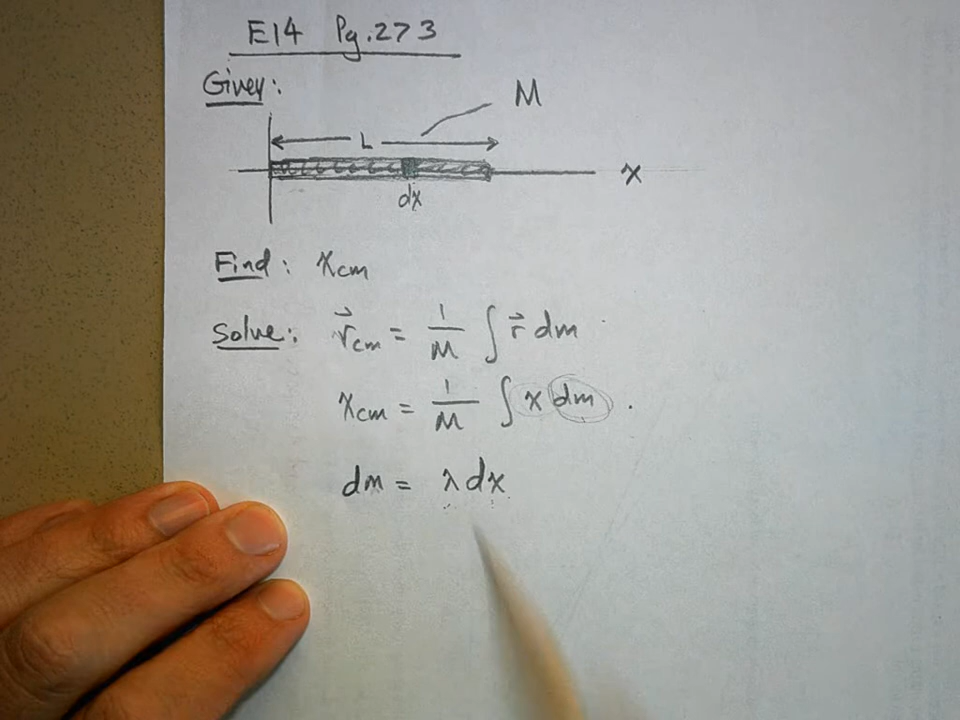 E14 Pg.273
Given:
M
L
x
dx
Find: xcm
Solve: r⃗cm = 1/M ∫ r⃗ dm
xcm = 1/M ∫ x dm.
dm = λ dx